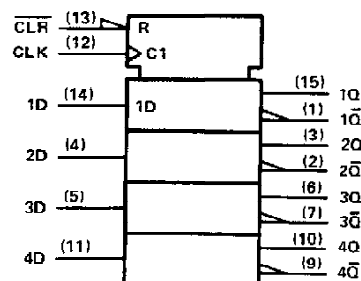 C̅L̅R̅ (13) R
CLK (12) C1
1D (14) 1D (15) 1Q
(1) 1Q̅
2D (4) (3) 2Q
(2) 2Q̅
3D (5) (6) 3Q
(7) 3Q̅
4D (11) (10) 4Q
(9) 4Q̅